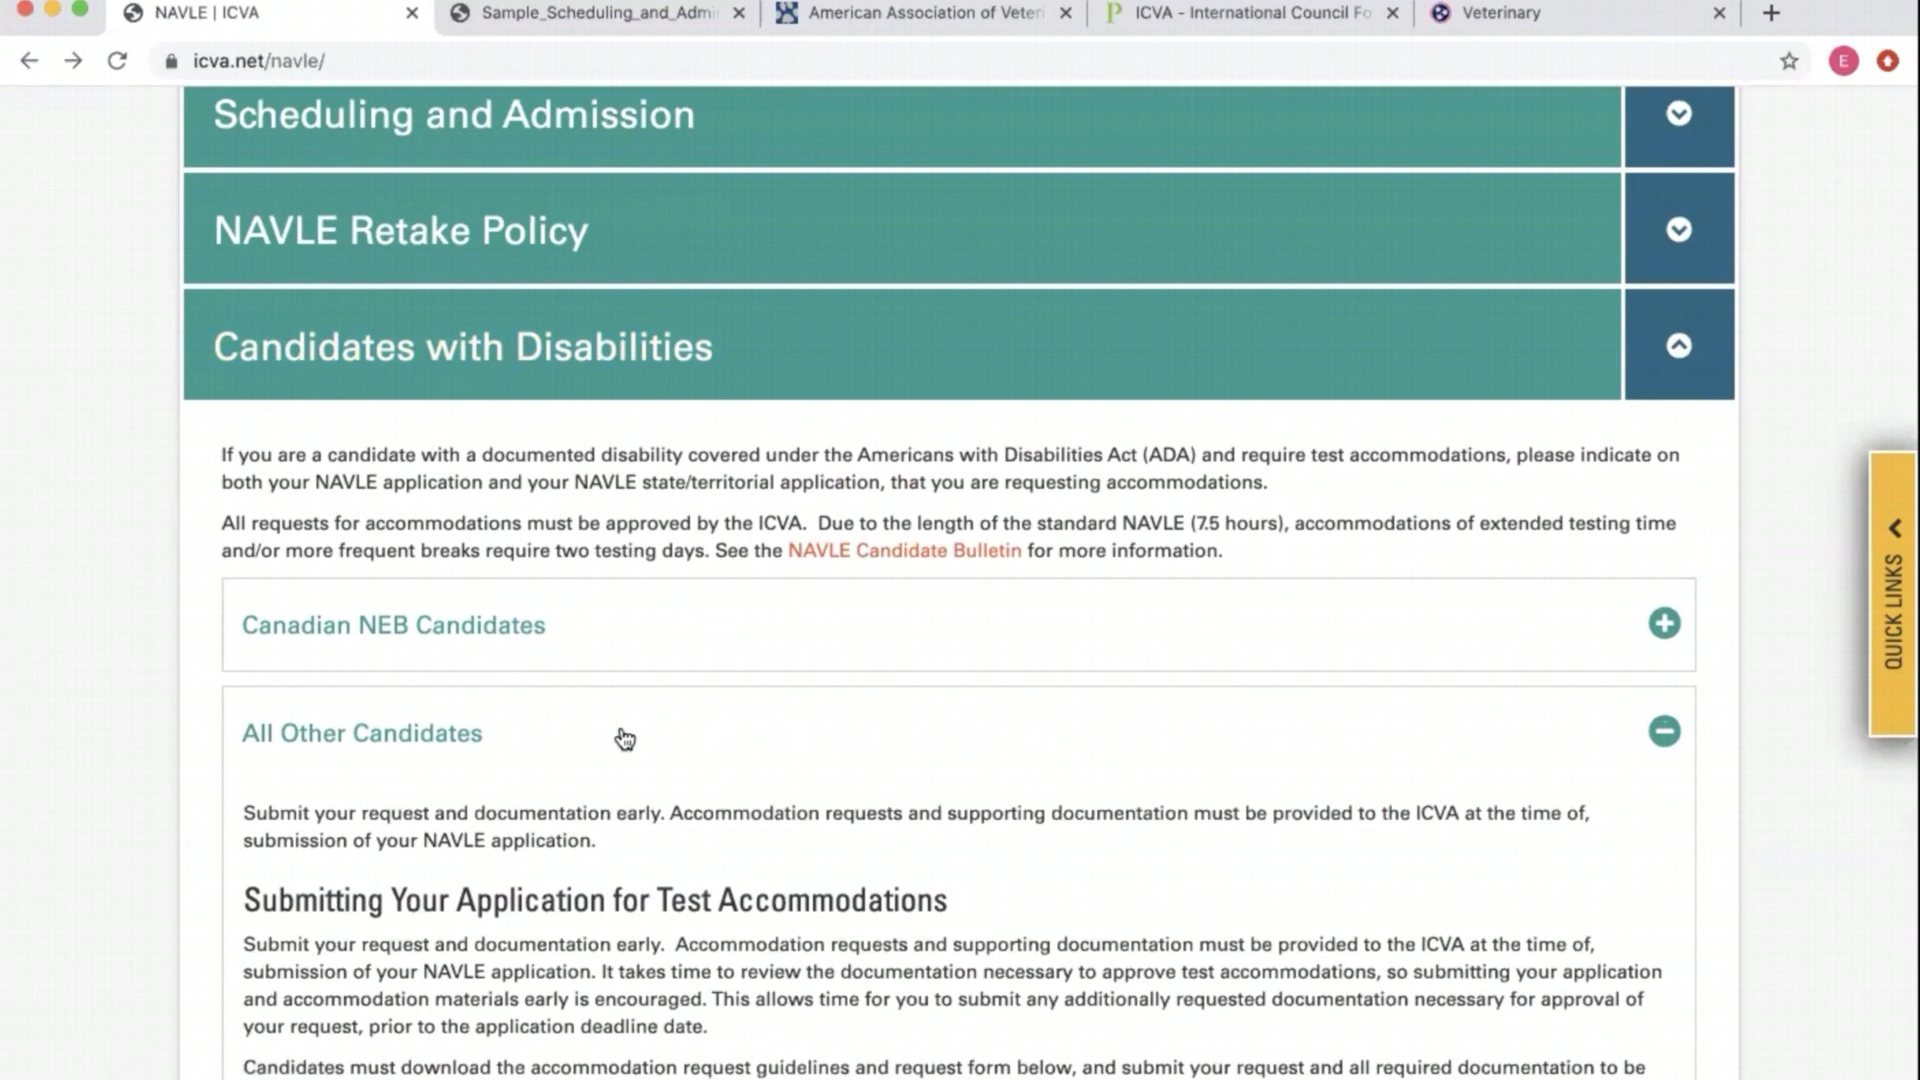 NAVLE | ICVA
Sample_Scheduling_and_Admi
American Association of Veteri
ICVA - International Council Fo
Veterinary
icva.net/navle/
E
Scheduling and Admission
NAVLE Retake Policy
Candidates with Disabilities
If you are a candidate with a documented disability covered under the Americans with Disabilities Act (ADA) and require test accommodations, please indicate on
both your NAVLE application and your NAVLE state/territorial application, that you are requesting accommodations.
All requests for accommodations must be approved by the ICVA. Due to the length of the standard NAVLE (7.5 hours), accommodations of extended testing time
and/or more frequent breaks require two testing days. See the NAVLE Candidate Bulletin for more information.
QUICK LINKS
Canadian NEB Candidates
All Other Candidates
Submit your request and documentation early. Accommodation requests and supporting documentation must be provided to the ICVA at the time of,
submission of your NAVLE application.
Submitting Your Application for Test Accommodations
Submit your request and documentation early. Accommodation requests and supporting documentation must be provided to the ICVA at the time of,
submission of your NAVLE application. It takes time to review the documentation necessary to approve test accommodations, so submitting your application
and accommodation materials early is encouraged. This allows time for you to submit any additionally requested documentation necessary for approval of
your request, prior to the application deadline date.
Candidates must download the accommodation request guidelines and request form below, and submit your request and all required documentation to be